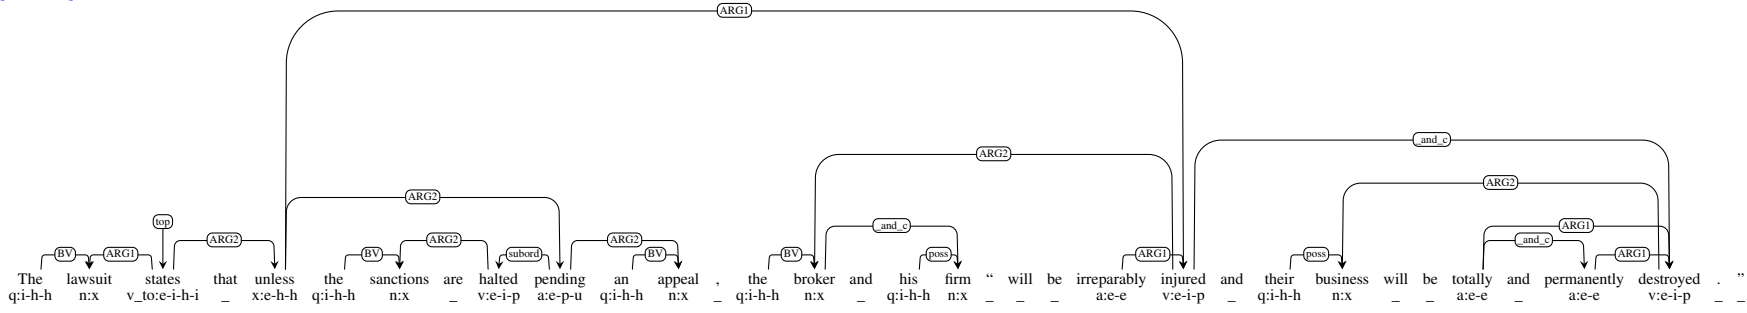 ARG1
_and_c
ARG2
ARG2
ARG2
_and_c
ARG1
top
ARG2 ARG2 ARG2 _and_c
BV ARG1 BV subord BV BV poss ARG1 poss ARG1
The lawsuit states that unless the sanctions are halted pending an appeal , the broker and his firm “ will be irreparably injured and their business will be totally and permanently destroyed . ”
q:i-h-h n:x v_to:e-i-h-i _ x:e-h-h q:i-h-h n:x _ v:e-i-p a:e-p-u q:i-h-h n:x _ q:i-h-h n:x _ q:i-h-h n:x _ _ _ a:e-e v:e-i-p _ q:i-h-h n:x _ _ a:e-e _ a:e-e v:e-i-p _ _